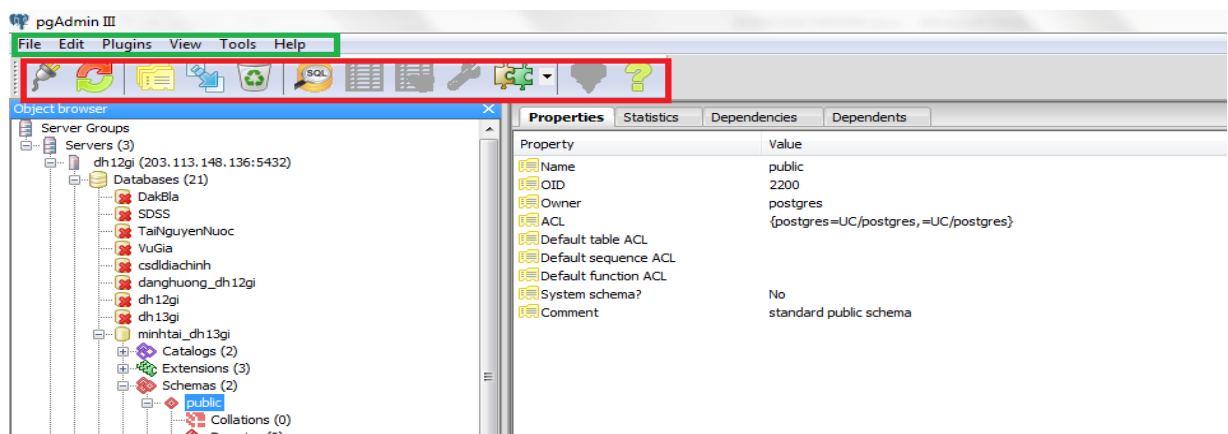 pgAdmin III
File Edit Plugins View Tools Help
SQL
Object browser
Server Groups
Servers (3)
dh12gi (203.113.148.136:5432)
Databases (21)
DakBla
SDSS
TaiNguyenNuoc
VuGia
csdldiachinh
danghuong_dh12gi
dh12gi
dh13gi
minhtai_dh13gi
Catalogs (2)
Extensions (3)
Schemas (2)
public
Collations (0)
Properties Statistics Dependencies Dependents
Property Value
Name public
OID 2200
Owner postgres
ACL {postgres=UC/postgres,=UC/postgres}
Default table ACL
Default sequence ACL
Default function ACL
System schema? No
Comment standard public schema